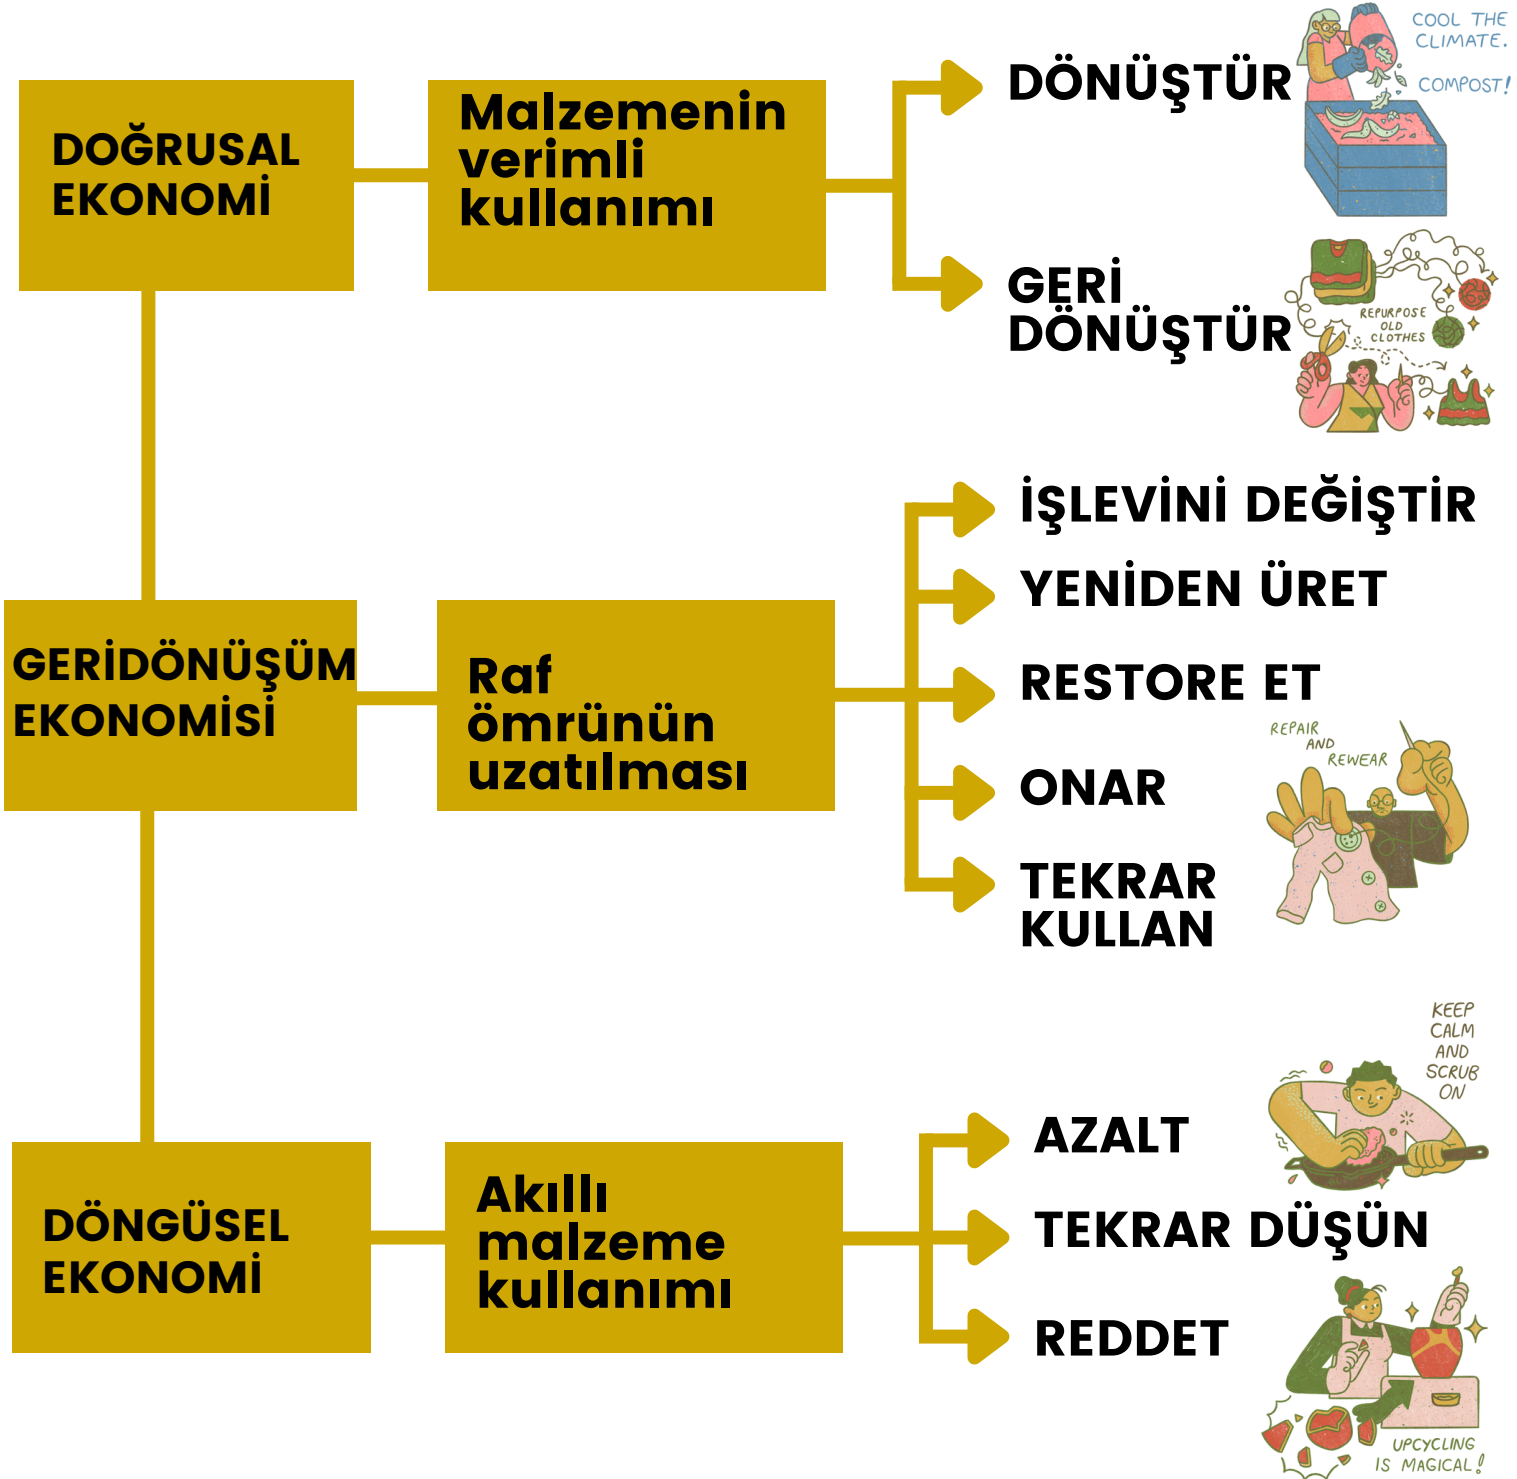 DOĞRUSAL
EKONOMİ
Malzemenin
verimli
kullanımı
DÖNÜŞTÜR
COOL THE
CLIMATE.
COMPOST!
GERİ
DÖNÜŞTÜR
REPURPOSE
OLD
CLOTHES
GERİDÖNÜŞÜM
EKONOMİSİ
Raf
ömrünün
uzatılması
İŞLEVİNİ DEĞİŞTİR
YENİDEN ÜRET
RESTORE ET
ONAR
TEKRAR
KULLAN
REPAIR
AND
REWEAR
DÖNGÜSEL
EKONOMİ
Akıllı
malzeme
kullanımı
AZALT
TEKRAR DÜŞÜN
REDDET
KEEP
CALM
AND
SCRUB
ON
UPCYCLING
IS MAGICAL!